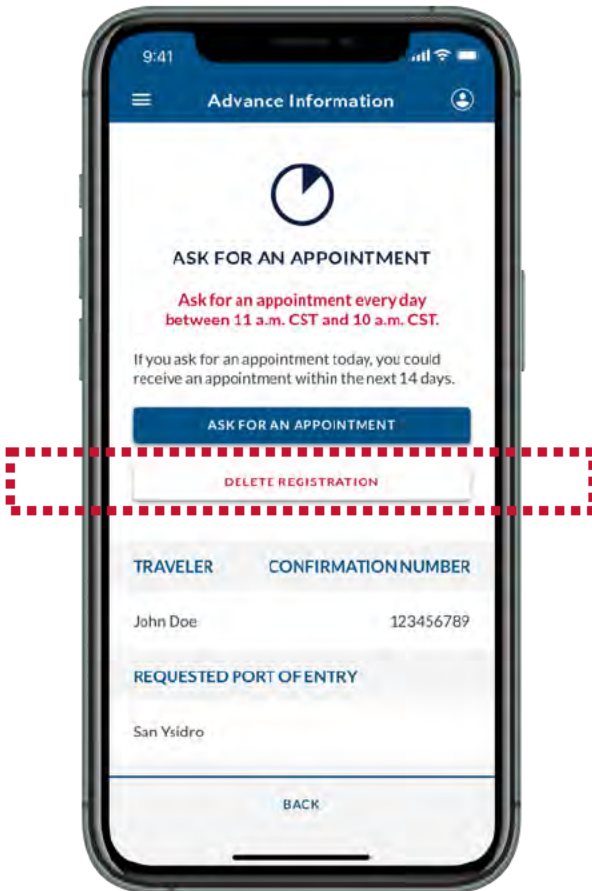 9:41
Advance Information
ASK FOR AN APPOINTMENT
Ask for an appointment every day
between 11 a.m. CST and 10 a.m. CST.
If you ask for an appointment today, you could
receive an appointment within the next 14 days.
ASK FOR AN APPOINTMENT
DELETE REGISTRATION
TRAVELER CONFIRMATION NUMBER
John Doe 123456789
REQUESTED PORT OF ENTRY
San Ysidro
BACK